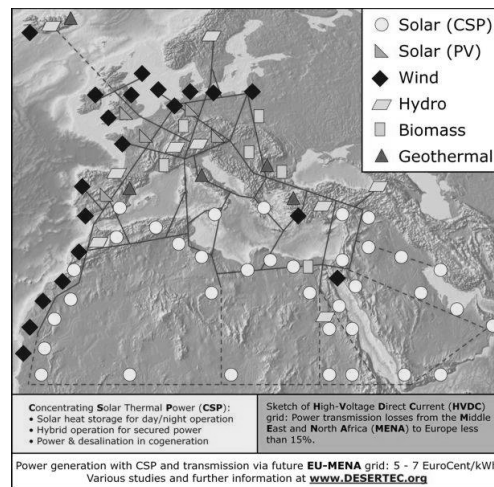 Solar (CSP)
Solar (PV)
Wind
Hydro
Biomass
Geothermal
Concentrating Solar Thermal Power (CSP):
• Solar heat storage for day/night operation
• Hybrid operation for secured power
• Power & desalination in cogeneration
Sketch of High-Voltage Direct Current (HVDC)
grid: Power transmission losses from the Middle
East and North Africa (MENA) to Europe less
than 15%.
Power generation with CSP and transmission via future EU-MENA grid: 5 - 7 EuroCent/kWh
Various studies and further information at www.DESERTEC.org